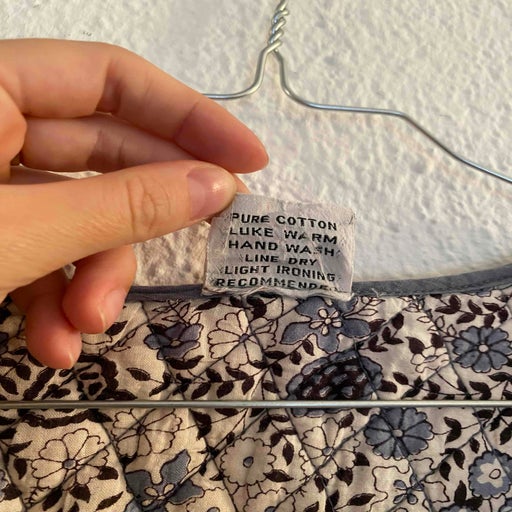 PURE COTTON
LUKE WARM
HAND WASH
LINE DRY
LIGHT IRONING
RECOMMENDED